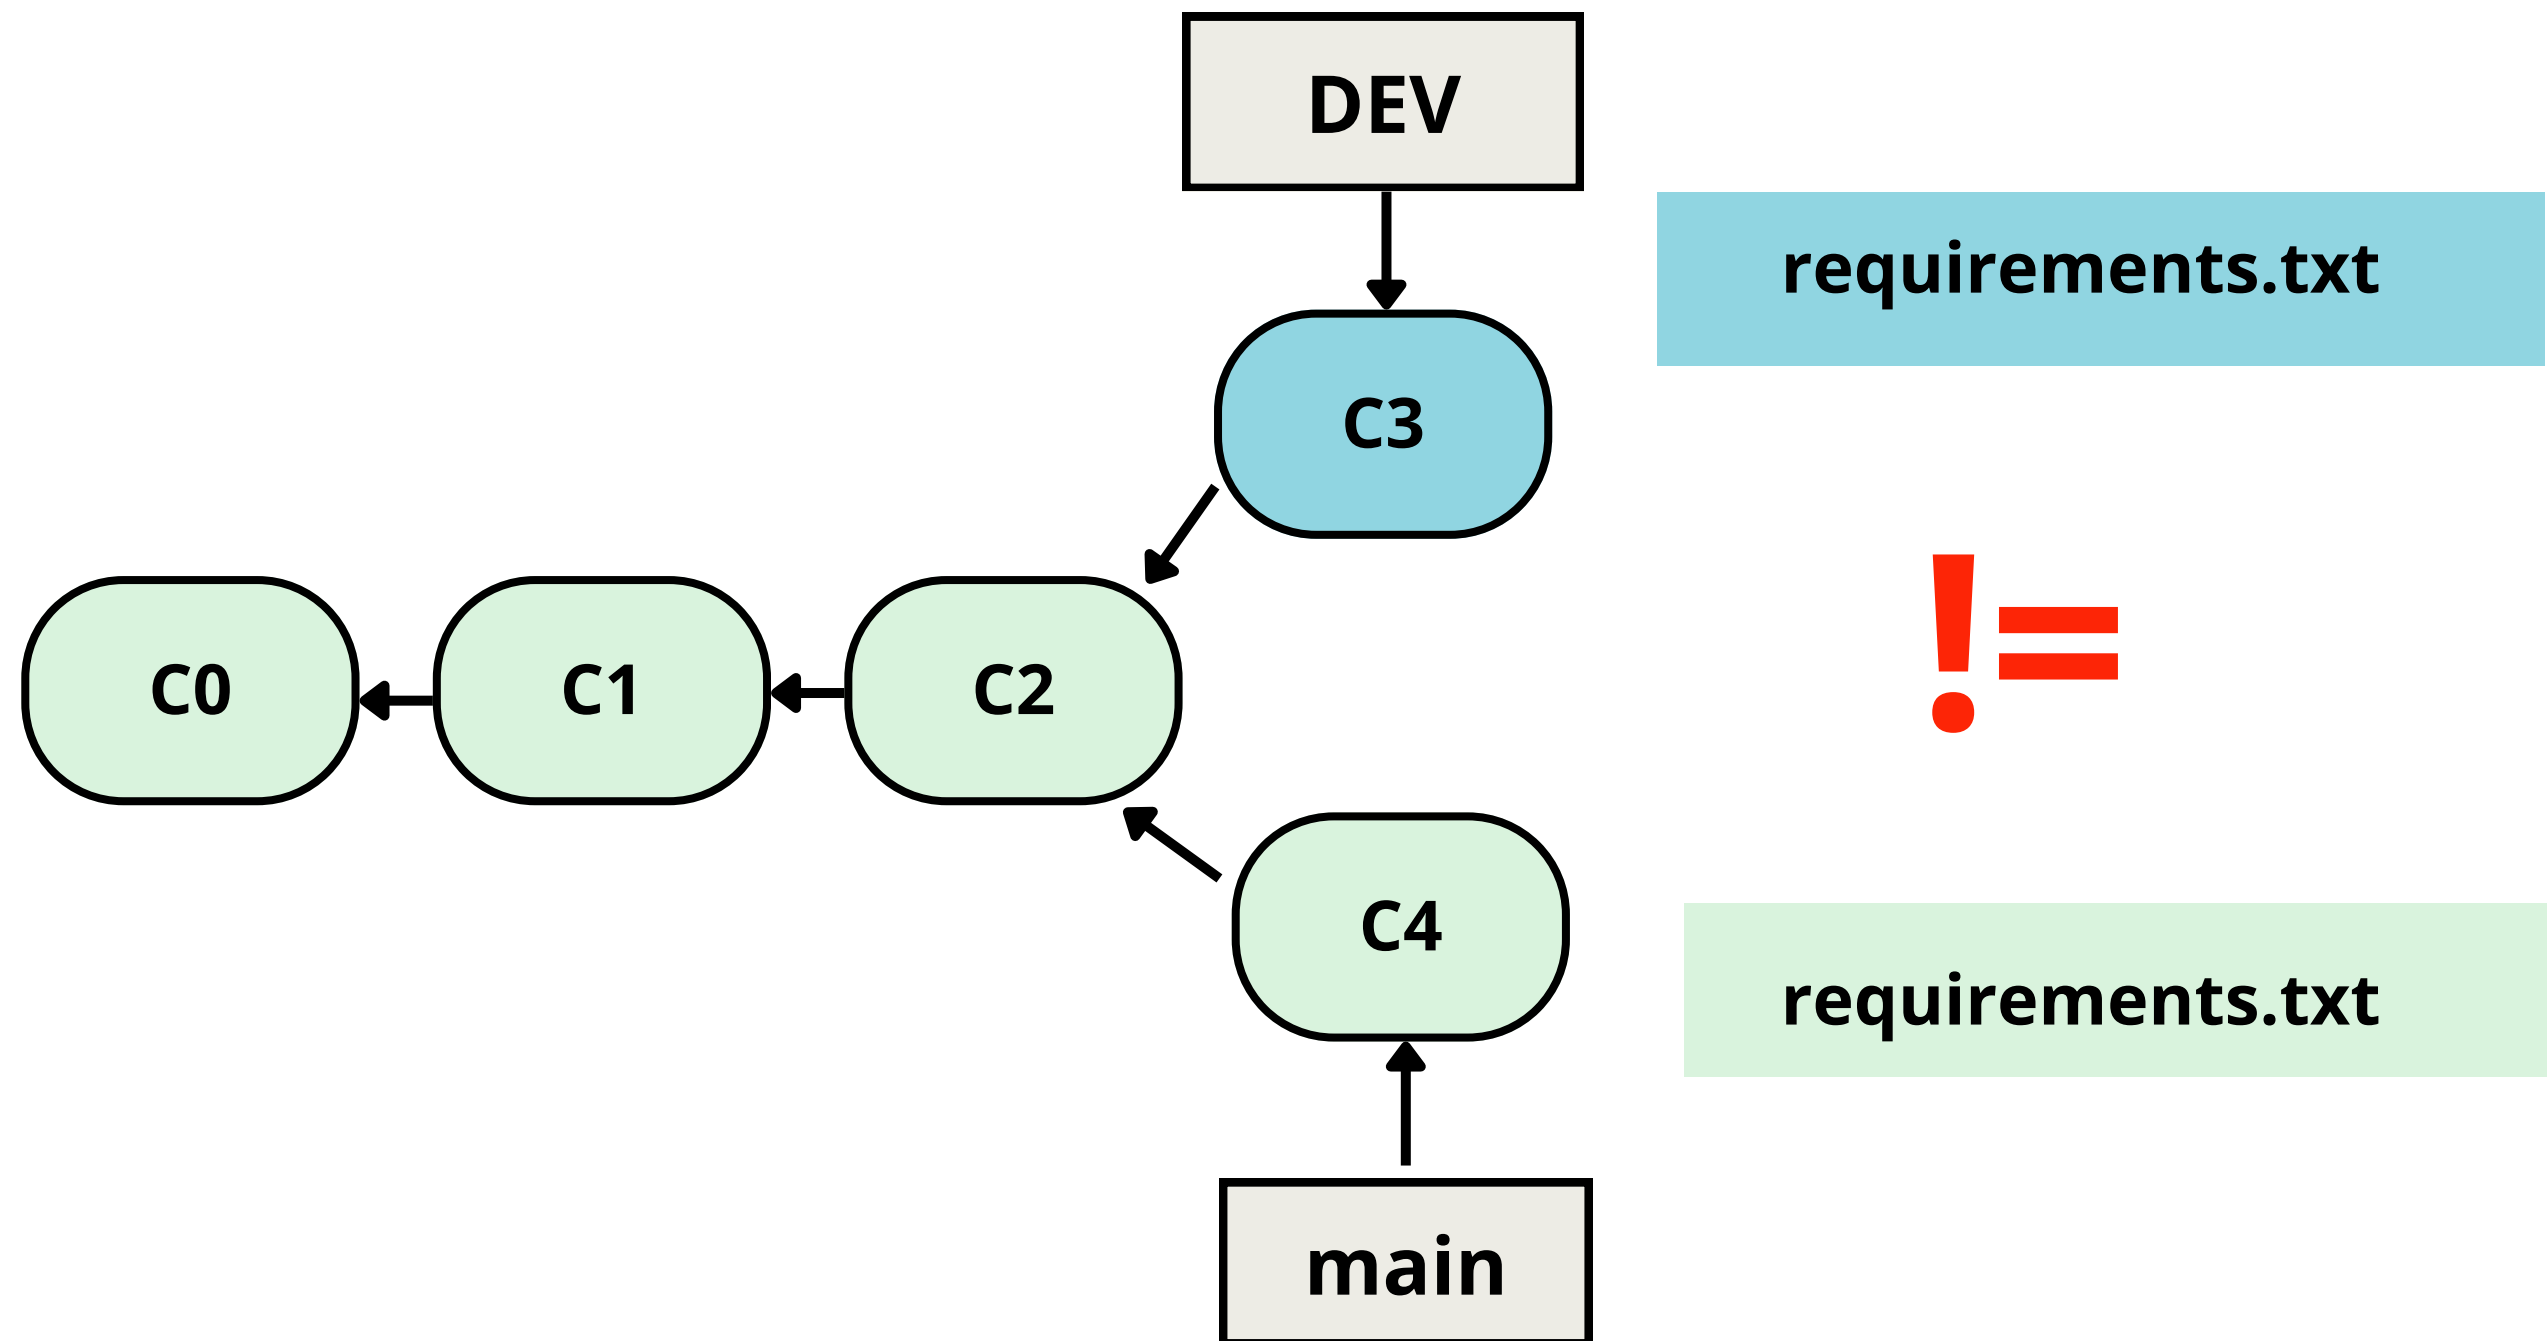 DEV
requirements.txt
C3
!=
C0
C1
C2
C4
requirements.txt
main